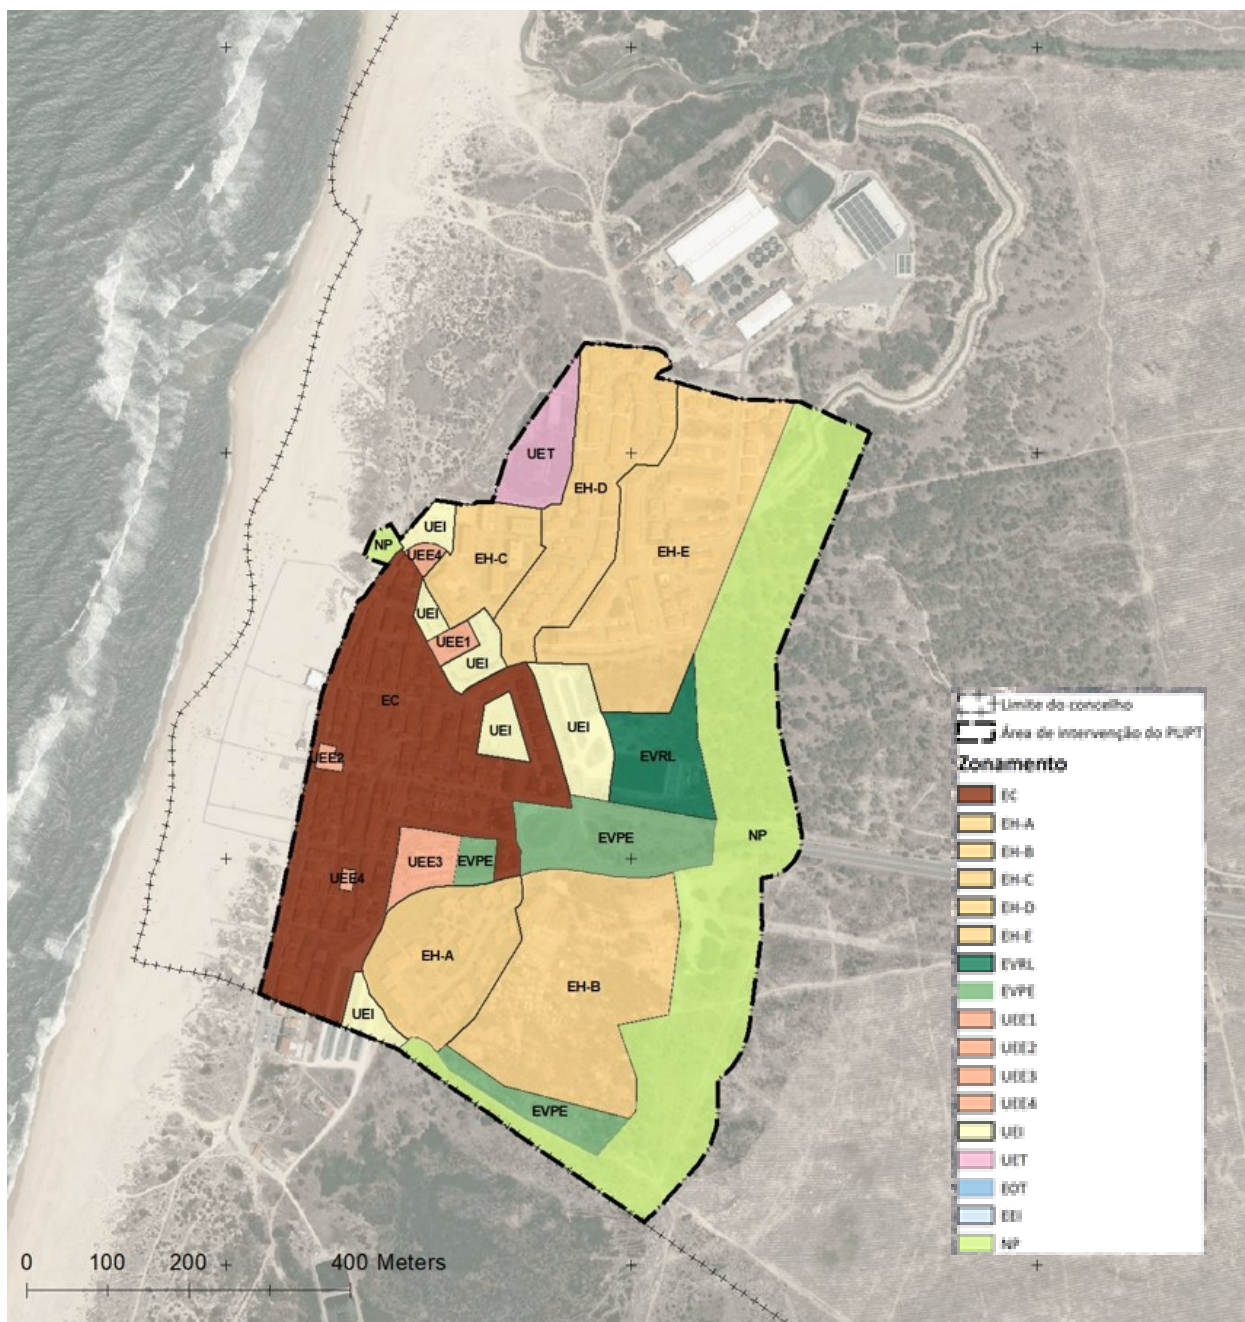 UET
EH-D
UEI
NP
UEE4
EH-C
EH-E
UEI
UEE1
UEI
EC
UEI
UEI
UEE2
EVRL
EVPE
NP
UEE3
EVPE
UEE4
EH-A
EH-B
UEI
EVPE
Limite do concelho
Área de intervenção do PUPT
Zonamento
EC
EH-A
EH-B
EH-C
EH-D
EH-E
EVRL
EVPE
UEE1
UEE2
UEE3
UEE4
UEI
UET
EOT
EEI
NP
0 100 200 400 Meters